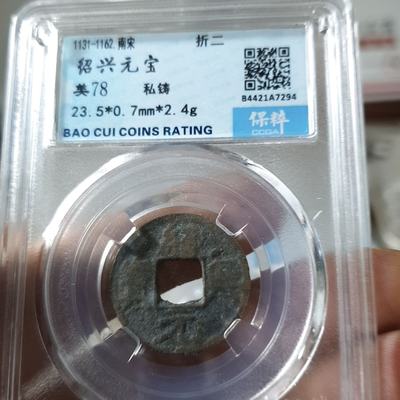 1131-1162 南宋 折二
绍兴元宝
美78 私铸
23.5*0.7mm*2.4g
B4421A7294
BAO CUI COINS RATING
保粹
CCGA